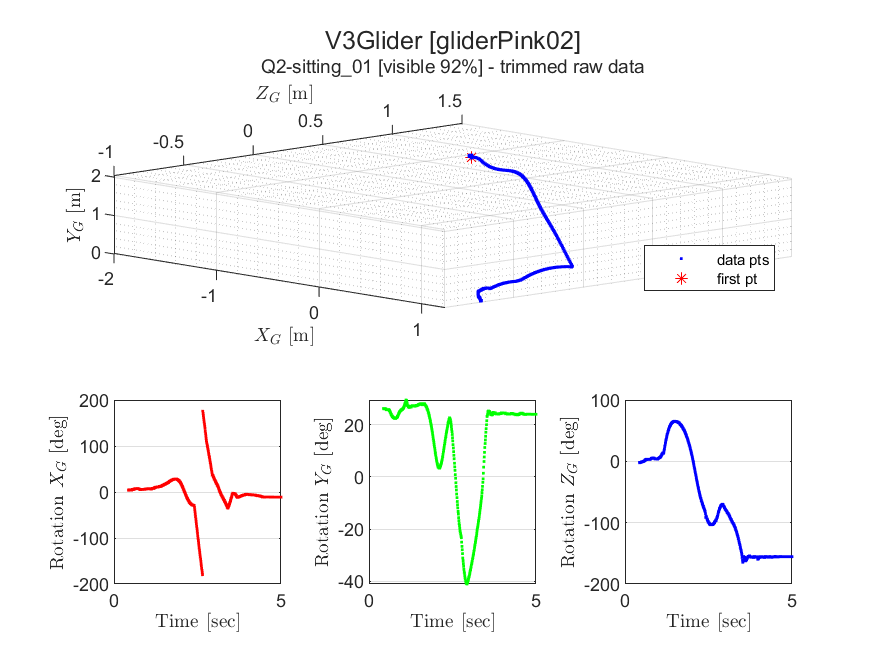 V3Glider [gliderPink02]
Q2-sitting_01 [visible 92%] - trimmed raw data
Z_G [m]
-1 -0.5 0 0.5 1 1.5
Y_G [m]
2
1
0
-2 -1 0 1
X_G [m]
data pts
first pt
Rotation X_G [deg]
200
100
0
-100
-200
0 5
Time [sec]
Rotation Y_G [deg]
20
0
-20
-40
0 5
Time [sec]
Rotation Z_G [deg]
100
0
-100
-200
0 5
Time [sec]